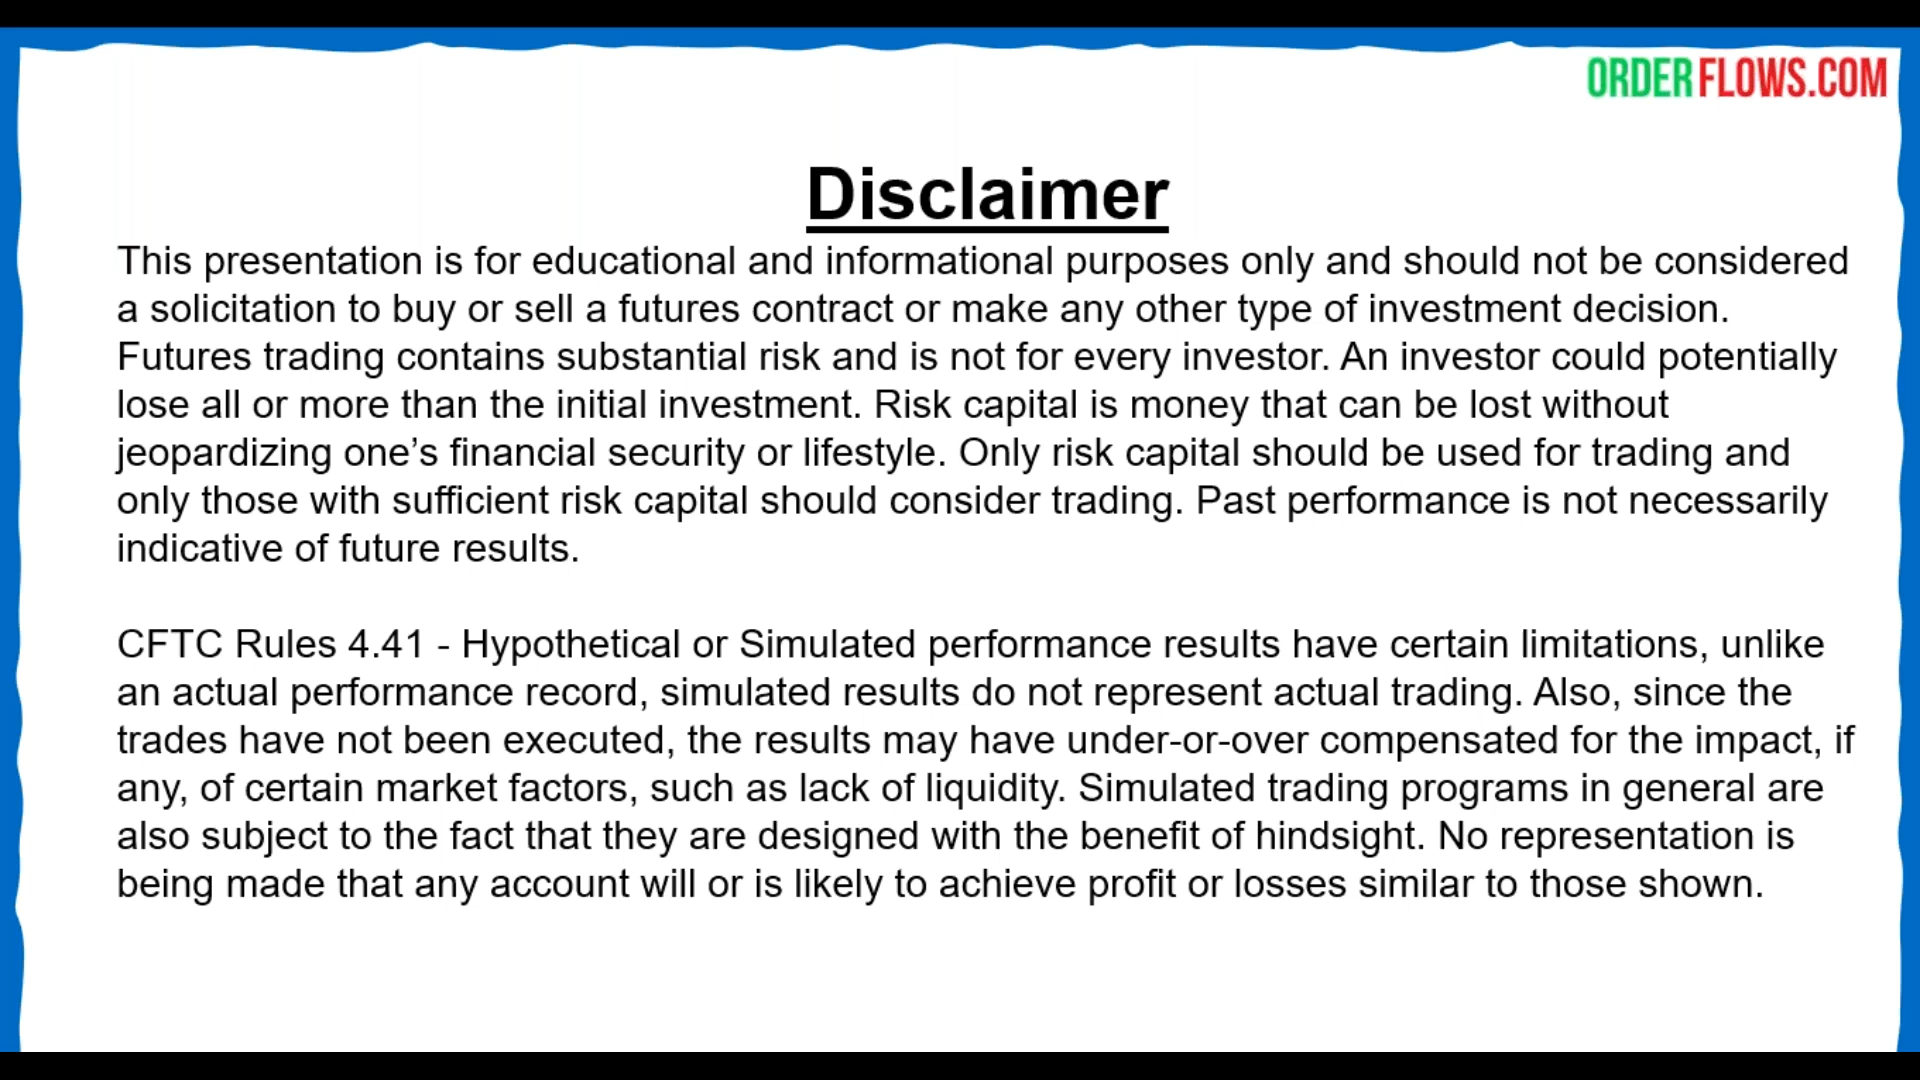 ORDERFLOWS.COM
Disclaimer
This presentation is for educational and informational purposes only and should not be considered
a solicitation to buy or sell a futures contract or make any other type of investment decision.
Futures trading contains substantial risk and is not for every investor. An investor could potentially
lose all or more than the initial investment. Risk capital is money that can be lost without
jeopardizing one’s financial security or lifestyle. Only risk capital should be used for trading and
only those with sufficient risk capital should consider trading. Past performance is not necessarily
indicative of future results.
CFTC Rules 4.41 - Hypothetical or Simulated performance results have certain limitations, unlike
an actual performance record, simulated results do not represent actual trading. Also, since the
trades have not been executed, the results may have under-or-over compensated for the impact, if
any, of certain market factors, such as lack of liquidity. Simulated trading programs in general are
also subject to the fact that they are designed with the benefit of hindsight. No representation is
being made that any account will or is likely to achieve profit or losses similar to those shown.